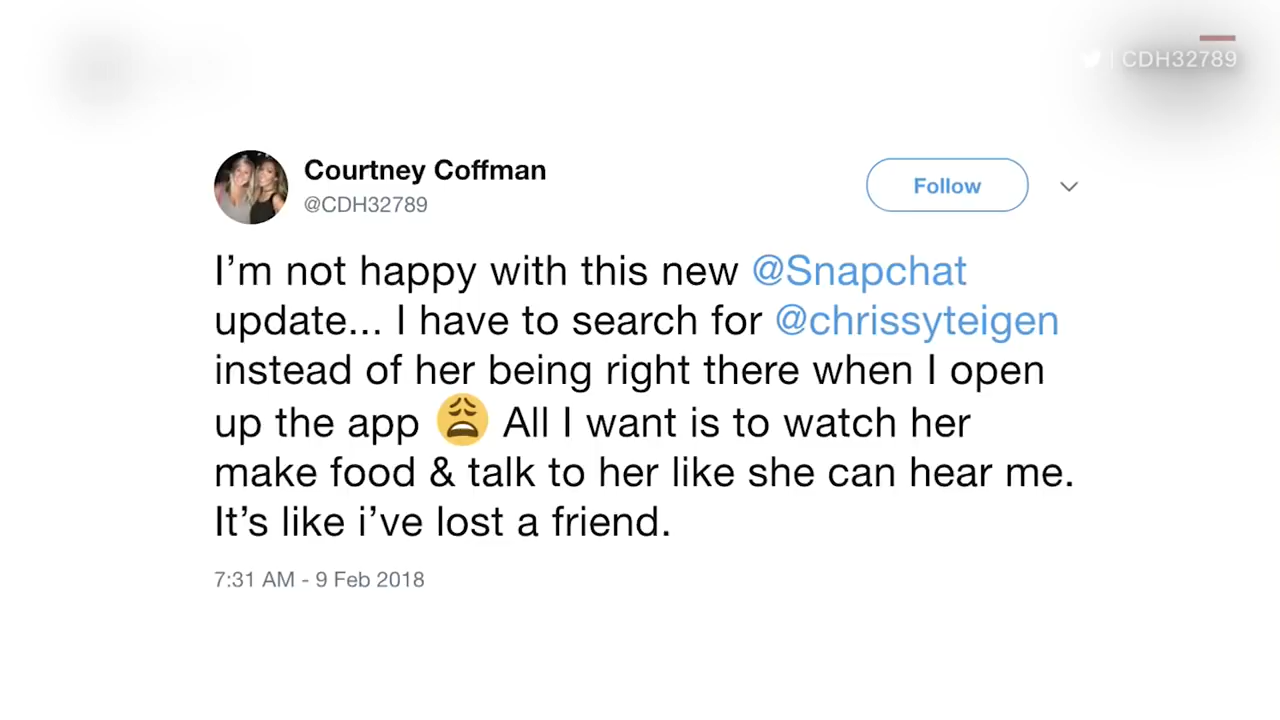 CDH32789
Courtney Coffman
@CDH32789
Follow
I’m not happy with this new @Snapchat
update... I have to search for @chrissyteigen
instead of her being right there when I open
up the app 😩 All I want is to watch her
make food & talk to her like she can hear me.
It’s like i’ve lost a friend.
7:31 AM - 9 Feb 2018